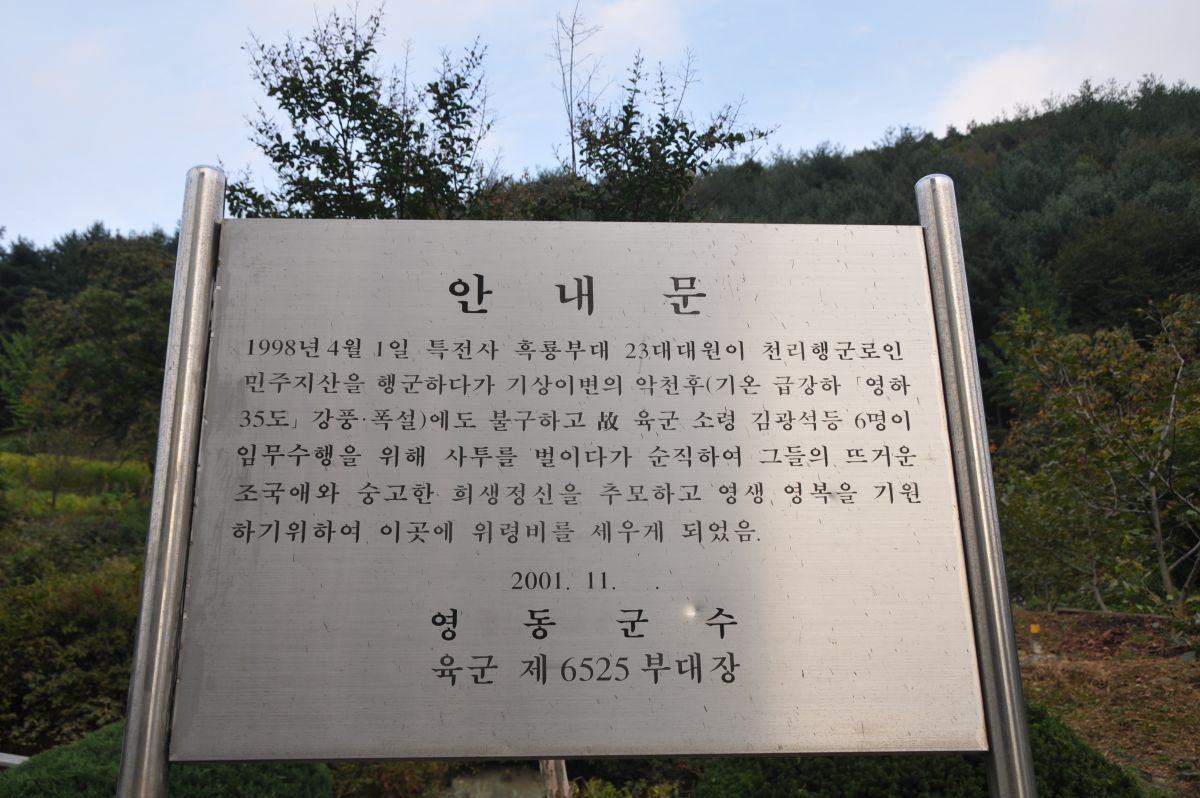 안 내 문
1998년 4월 1일 특전사 흑룡부대 23대대원이 천리행군로인
민주지산을 행군하다가 기상이변의 악천후(기온 급강하 「영하
35도」 강풍·폭설)에도 불구하고 故 육군 소령 김광석등 6명이
임무수행을 위해 사투를 벌이다가 순직하여 그들의 뜨거운
조국애와 숭고한 희생정신을 추모하고 영생 영복을 기원
하기위하여 이곳에 위령비를 세우게 되었음.
2001. 11. .
영 동 군 수
육군 제 6525 부대장